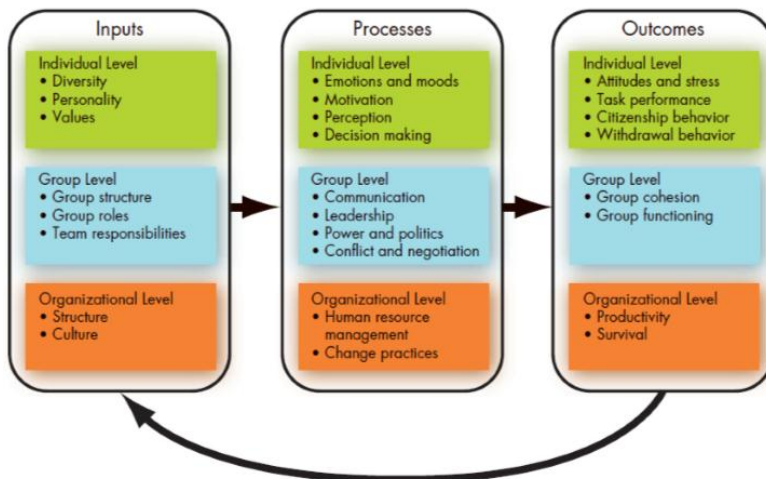 Inputs
Individual Level
• Diversity
• Personality
• Values
Group Level
• Group structure
• Group roles
• Team responsibilities
Organizational Level
• Structure
• Culture
Processes
Individual Level
• Emotions and moods
• Motivation
• Perception
• Decision making
Group Level
• Communication
• Leadership
• Power and politics
• Conflict and negotiation
Organizational Level
• Human resource
management
• Change practices
Outcomes
Individual Level
• Attitudes and stress
• Task performance
• Citizenship behavior
• Withdrawal behavior
Group Level
• Group cohesion
• Group functioning
Organizational Level
• Productivity
• Survival